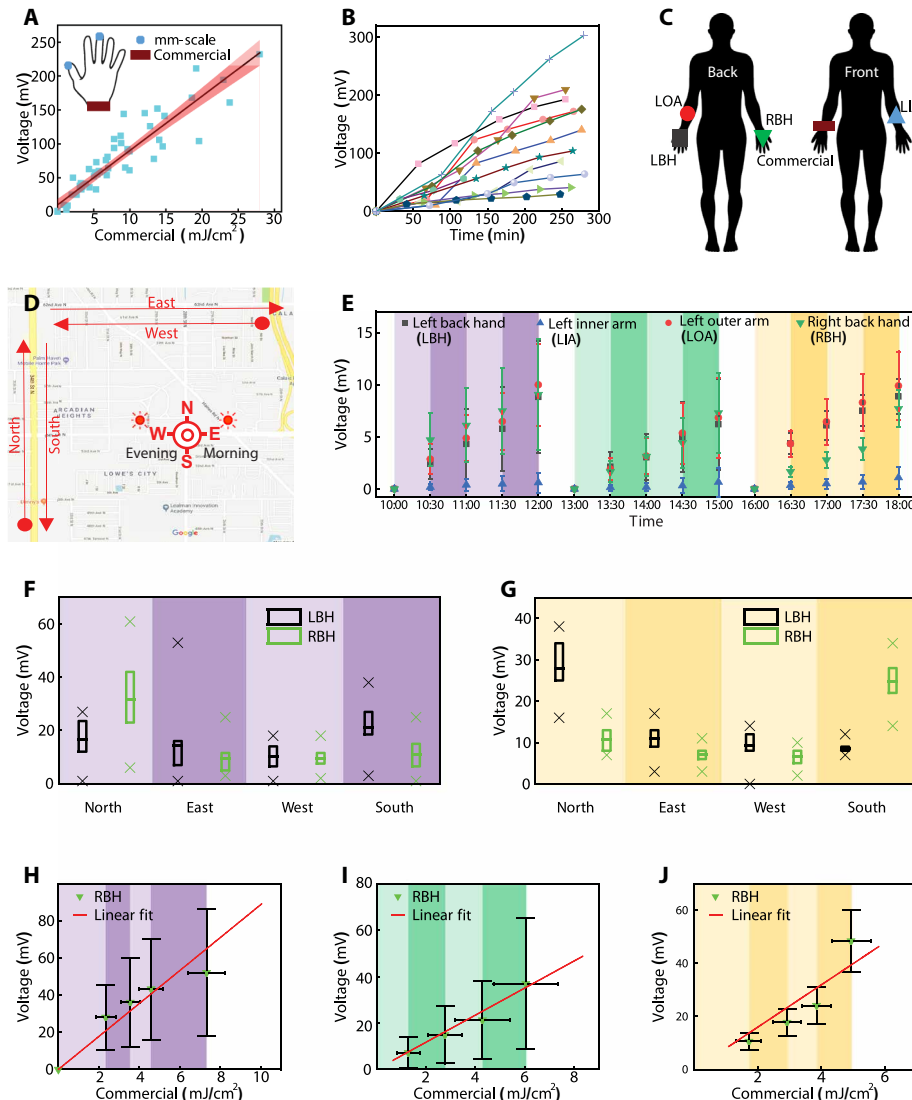 A
mm-scale
Commercial
250
200
150
100
50
0
Voltage (mV)
5 10 15 20 25 30
Commercial (mJ/cm²)
B
400
300
200
100
0
Voltage (mV)
0 50 100 150 200 250 300
Time (min)
C
Back
Front
LOA
LBH
RBH
Commercial
LI
D
East
West
North
South
N
W E
S
Evening Morning
ARCADIAN
HEIGHTS
LOWE'S CITY
Google
E
Left back hand
(LBH)
Left inner arm
(LIA)
Left outer arm
(LOA)
Right back hand
(RBH)
15
10
5
0
Voltage (mV)
10:00 10:30 11:00 11:30 12:00 13:00 13:30 14:00 14:30 15:00 16:00 16:30 17:00 17:30 18:00
Time
F
LBH
RBH
60
40
20
0
Voltage (mV)
North East West South
G
LBH
RBH
40
30
20
10
0
Voltage (mV)
North East West South
H
RBH
Linear fit
80
60
40
20
0
Voltage (mV)
2 4 6 8 10
Commercial (mJ/cm²)
I
RBH
Linear fit
80
60
40
20
0
Voltage (mV)
2 4 6 8
Commercial (mJ/cm²)
J
RBH
Linear fit
60
40
20
0
Voltage (mV)
2 4 6
Commercial (mJ/cm²)